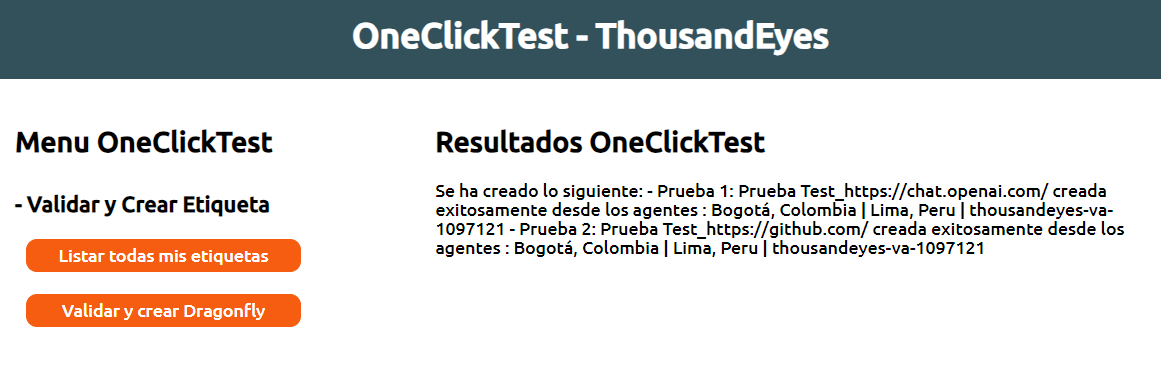 OneClickTest - ThousandEyes
Menu OneClickTest
- Validar y Crear Etiqueta
Listar todas mis etiquetas
Validar y crear Dragonfly
Resultados OneClickTest
Se ha creado lo siguiente: - Prueba 1: Prueba Test_https://chat.openai.com/ creada
exitosamente desde los agentes : Bogotá, Colombia | Lima, Peru | thousandeyes-va-
1097121 - Prueba 2: Prueba Test_https://github.com/ creada exitosamente desde los
agentes : Bogotá, Colombia | Lima, Peru | thousandeyes-va-1097121